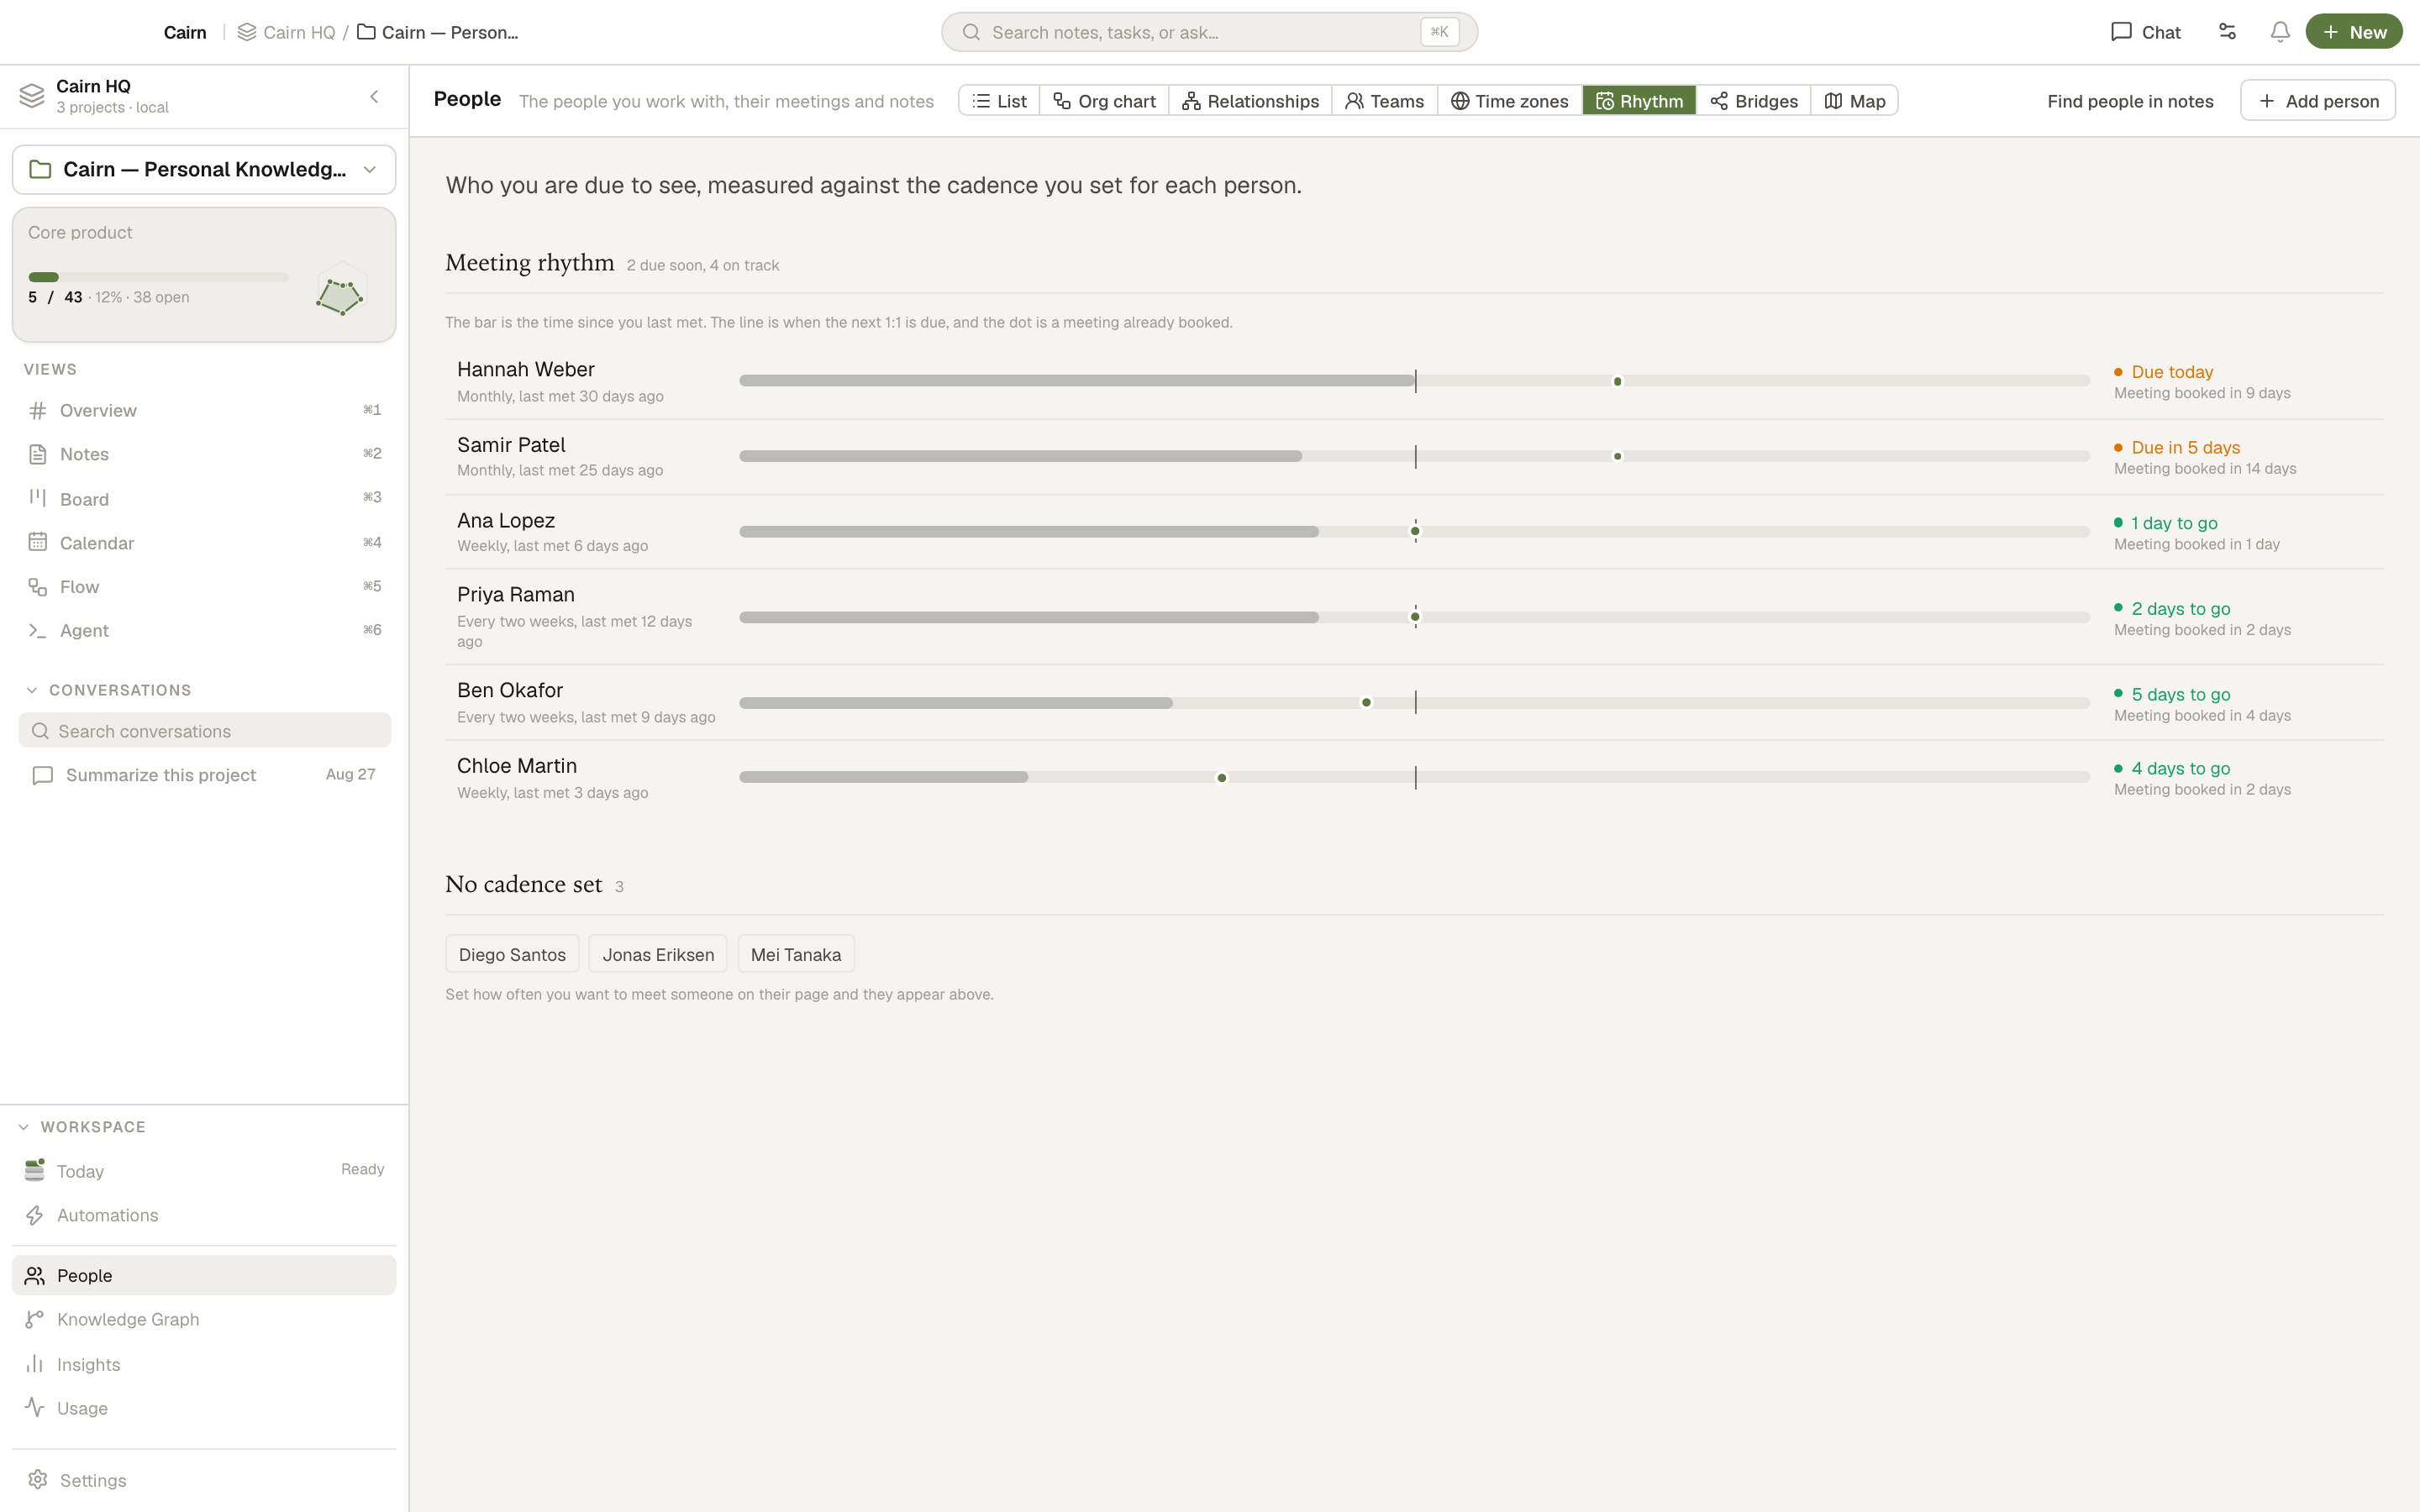 Cairn
Cairn HQ / Cairn — Person...
Search notes, tasks, or ask...
⌘K
Chat
New
Cairn HQ
3 projects · local
Cairn — Personal Knowledg...
Core product
5 / 43 · 12% · 38 open
VIEWS
Overview ⌘1
Notes ⌘2
Board ⌘3
Calendar ⌘4
Flow ⌘5
Agent ⌘6
CONVERSATIONS
Search conversations
Summarize this project Aug 27
WORKSPACE
Today Ready
Automations
People
Knowledge Graph
Insights
Usage
Settings
People The people you work with, their meetings and notes
List Org chart Relationships Teams Time zones Rhythm Bridges Map
Find people in notes
Add person
Who you are due to see, measured against the cadence you set for each person.
Meeting rhythm 2 due soon, 4 on track
The bar is the time since you last met. The line is when the next 1:1 is due, and the dot is a meeting already booked.
Hannah Weber
Monthly, last met 30 days ago
Due today
Meeting booked in 9 days
Samir Patel
Monthly, last met 25 days ago
Due in 5 days
Meeting booked in 14 days
Ana Lopez
Weekly, last met 6 days ago
1 day to go
Meeting booked in 1 day
Priya Raman
Every two weeks, last met 12 days
ago
2 days to go
Meeting booked in 2 days
Ben Okafor
Every two weeks, last met 9 days ago
5 days to go
Meeting booked in 4 days
Chloe Martin
Weekly, last met 3 days ago
4 days to go
Meeting booked in 2 days
No cadence set 3
Diego Santos
Jonas Eriksen
Mei Tanaka
Set how often you want to meet someone on their page and they appear above.